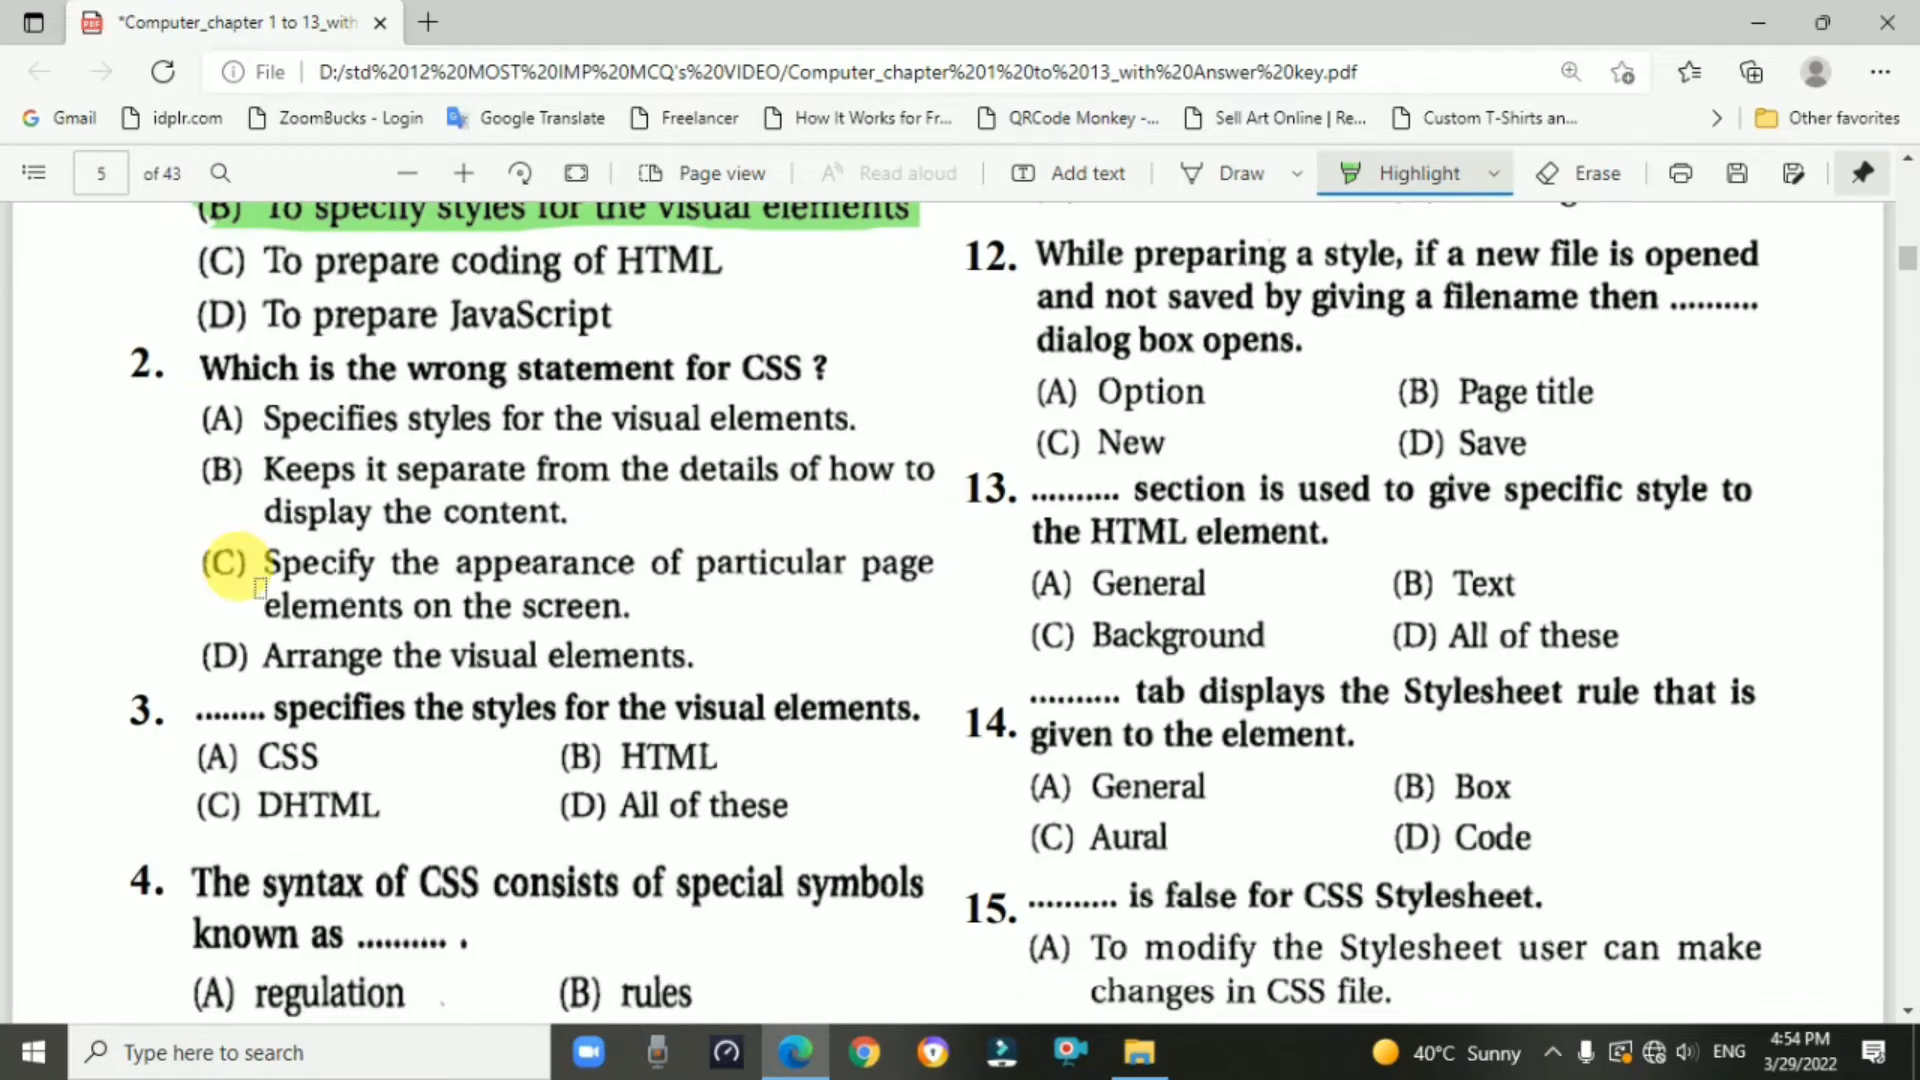 *Computer_chapter 1 to 13_with
File
D:/std%2012%20MOST%20IMP%20MCQ's%20VIDEO/Computer_chapter%201%20to%2013_with%20Answer%20key.pdf
Gmail idplr.com ZoomBucks - Login Google Translate Freelancer How It Works for Fr... QRCode Monkey -... Sell Art Online | Re... Custom T-Shirts an... Other favorites
5 of 43 Page view Read aloud Add text Draw Highlight Erase
(B) To specify styles for the visual elements
(C) To prepare coding of HTML
(D) To prepare JavaScript
2. Which is the wrong statement for CSS ?
(A) Specifies styles for the visual elements.
(B) Keeps it separate from the details of how to
display the content.
(C) Specify the appearance of particular page
elements on the screen.
(D) Arrange the visual elements.
3. ........ specifies the styles for the visual elements.
(A) CSS (B) HTML
(C) DHTML (D) All of these
4. The syntax of CSS consists of special symbols
known as .......... .
(A) regulation (B) rules
12. While preparing a style, if a new file is opened
and not saved by giving a filename then ..........
dialog box opens.
(A) Option (B) Page title
(C) New (D) Save
13. .......... section is used to give specific style to
the HTML element.
(A) General (B) Text
(C) Background (D) All of these
14. .......... tab displays the Stylesheet rule that is
given to the element.
(A) General (B) Box
(C) Aural (D) Code
15. .......... is false for CSS Stylesheet.
(A) To modify the Stylesheet user can make
changes in CSS file.
Type here to search
40°C Sunny
ENG
4:54 PM
3/29/2022